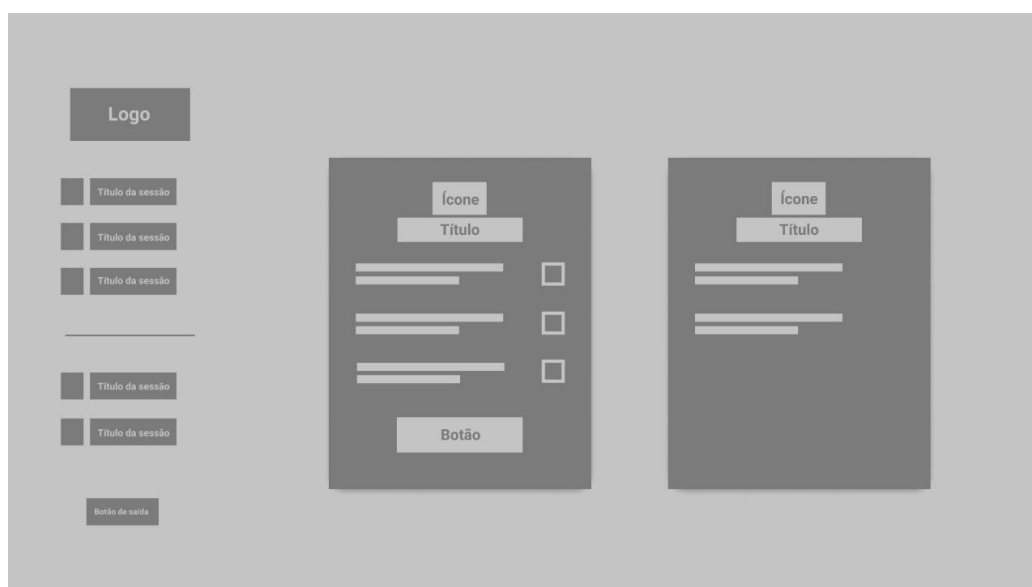 Logo
Título da sessão
Título da sessão
Título da sessão
Título da sessão
Título da sessão
Botão de saída
Ícone
Título
Botão
Ícone
Título